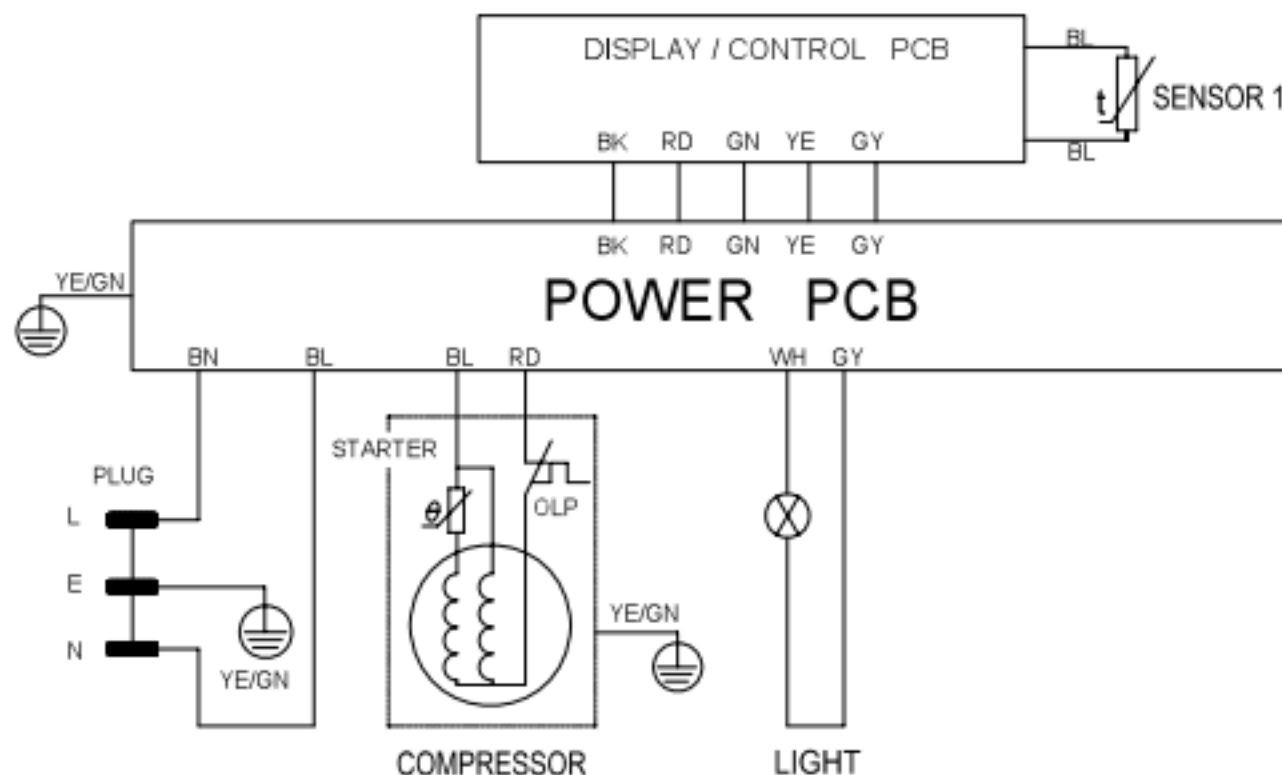 DISPLAY / CONTROL PCB
BL
t
SENSOR 1
BL
BK RD GN YE GY
BK RD GN YE GY
YE/GN
POWER PCB
BN BL BL RD WH GY
STARTER
PLUG
θ
OLP
L
E
N
YE/GN
YE/GN
COMPRESSOR
LIGHT